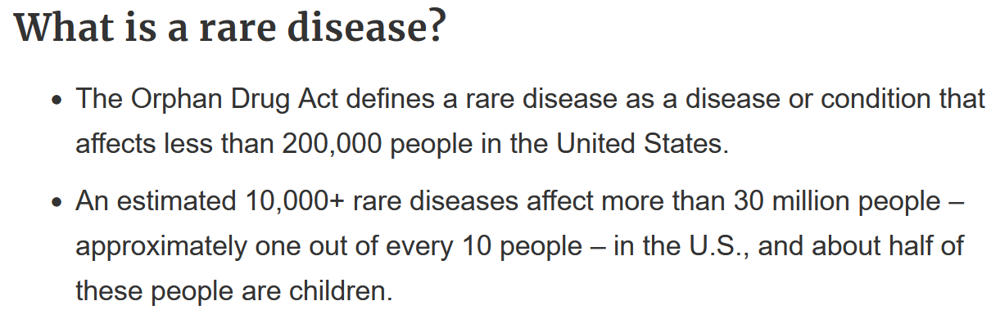 What is a rare disease?
• The Orphan Drug Act defines a rare disease as a disease or condition that
affects less than 200,000 people in the United States.
• An estimated 10,000+ rare diseases affect more than 30 million people –
approximately one out of every 10 people – in the U.S., and about half of
these people are children.